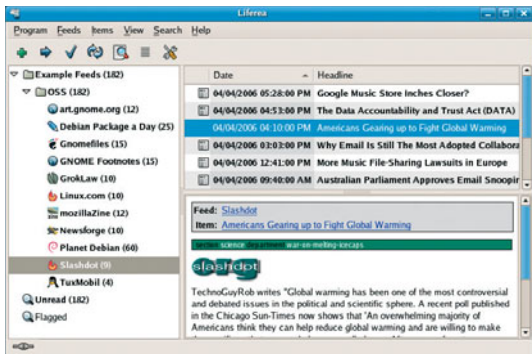 Liferea
Program Feeds Items View Search Help
Example Feeds (182)
OSS (182)
art.gnome.org (12)
Debian Package a Day (25)
Gnomefiles (15)
GNOME Footnotes (15)
GrokLaw (10)
Linux.com (10)
mozillaZine (12)
Newsforge (10)
Planet Debian (60)
Slashdot (9)
TuxMobil (4)
Unread (182)
Flagged
Date Headline
04/04/2006 05:28:00 PM Google Music Store Inches Closer?
04/04/2006 04:53:00 PM The Data Accountability and Trust Act (DATA)
04/04/2006 04:10:00 PM Americans Gearing up to Fight Global Warming
04/04/2006 03:03:00 PM Why Email Is Still The Most Adopted Collabora
04/04/2006 12:41:00 PM More Music File-Sharing Lawsuits in Europe
04/04/2006 09:40:00 AM Australian Parliament Approves Email Snoopin
Feed: Slashdot
Item: Americans Gearing up to Fight Global Warming
section science department war-on-melting-icecaps
slashdot
org
TechnoGuyRob writes "Global warming has been one of the most controversial
and debated issues in the political and scientific sphere. A recent poll published
in the Chicago Sun-Times now shows that 'An overwhelming majority of
Americans think they can help reduce global warming and are willing to make